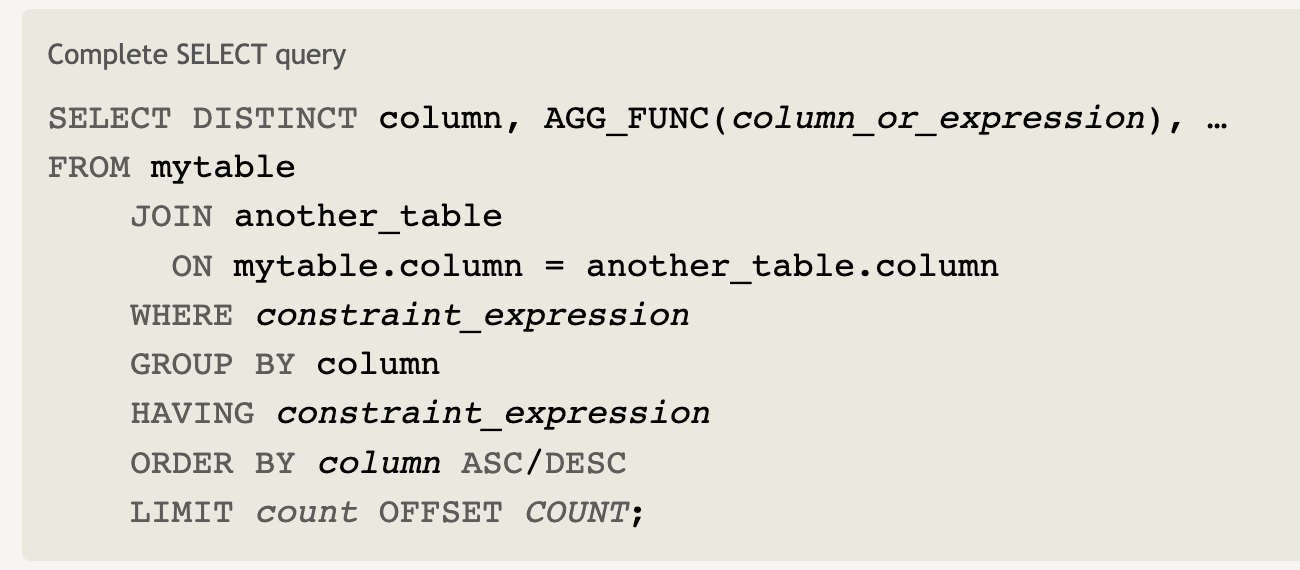 Complete SELECT query
SELECT DISTINCT column, AGG_FUNC(column_or_expression), …
FROM mytable
JOIN another_table
ON mytable.column = another_table.column
WHERE constraint_expression
GROUP BY column
HAVING constraint_expression
ORDER BY column ASC/DESC
LIMIT count OFFSET COUNT;